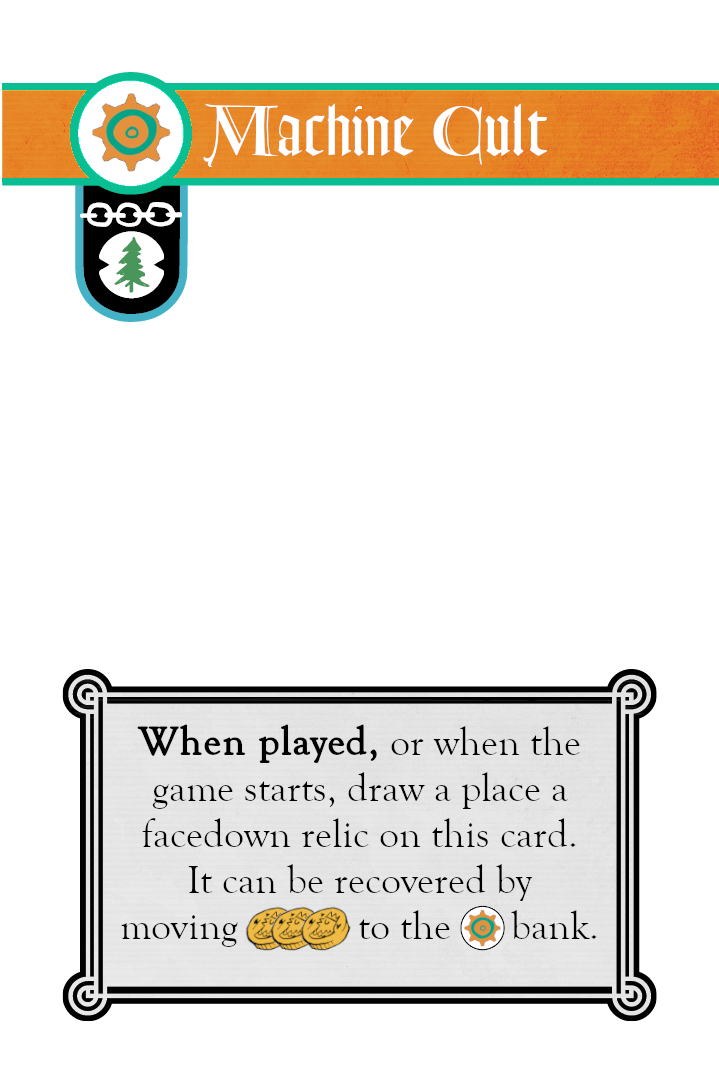 Machine Cult
When played, or when the
game starts, draw a place a
facedown relic on this card.
It can be recovered by
moving to the bank.